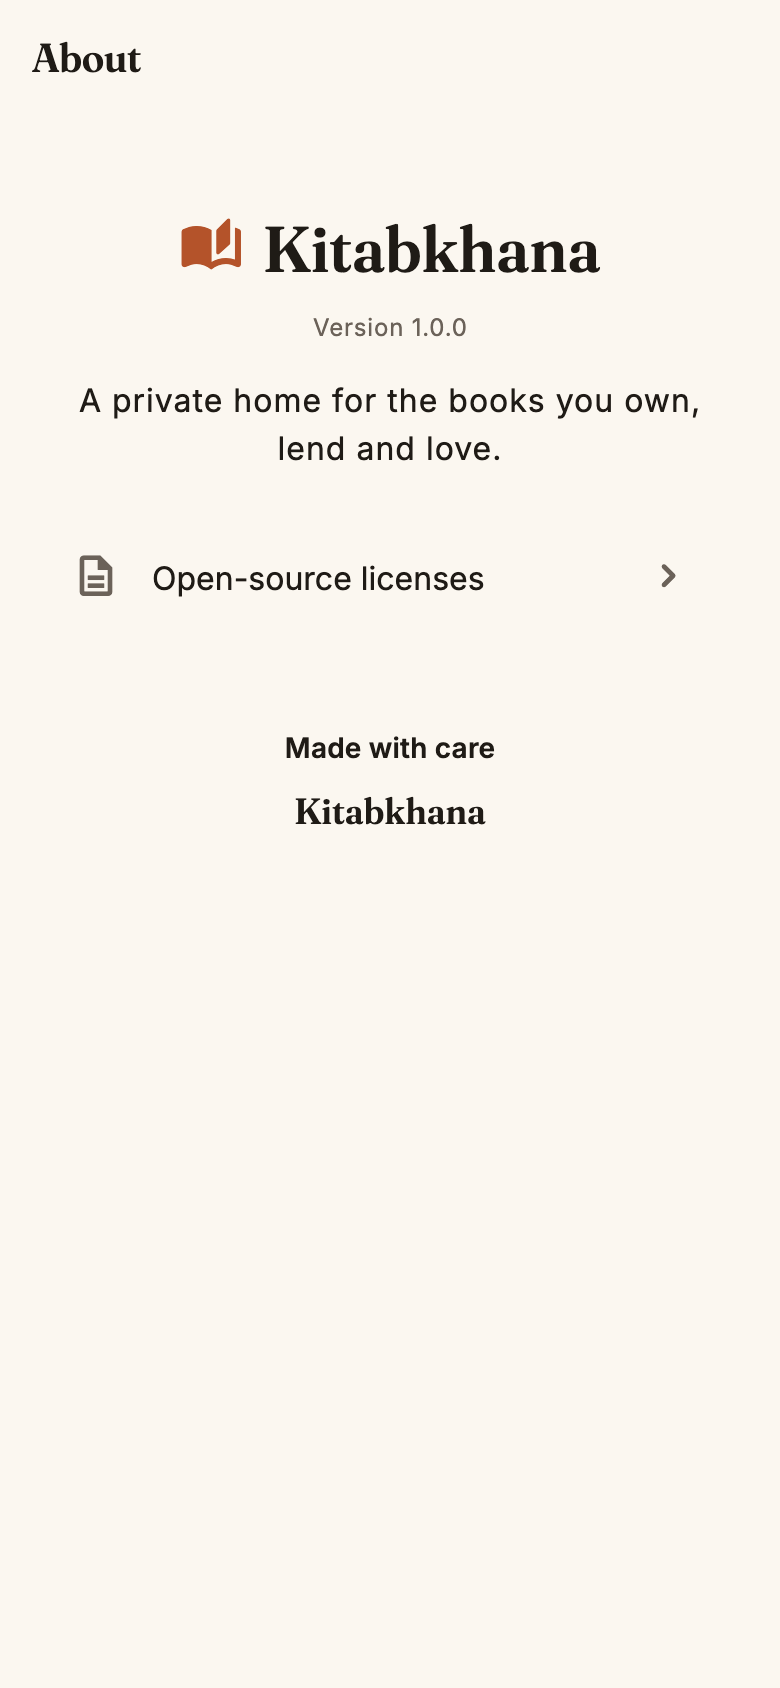 About
Kitabkhana
Version 1.0.0
A private home for the books you own,
lend and love.
Open-source licenses
Made with care
Kitabkhana